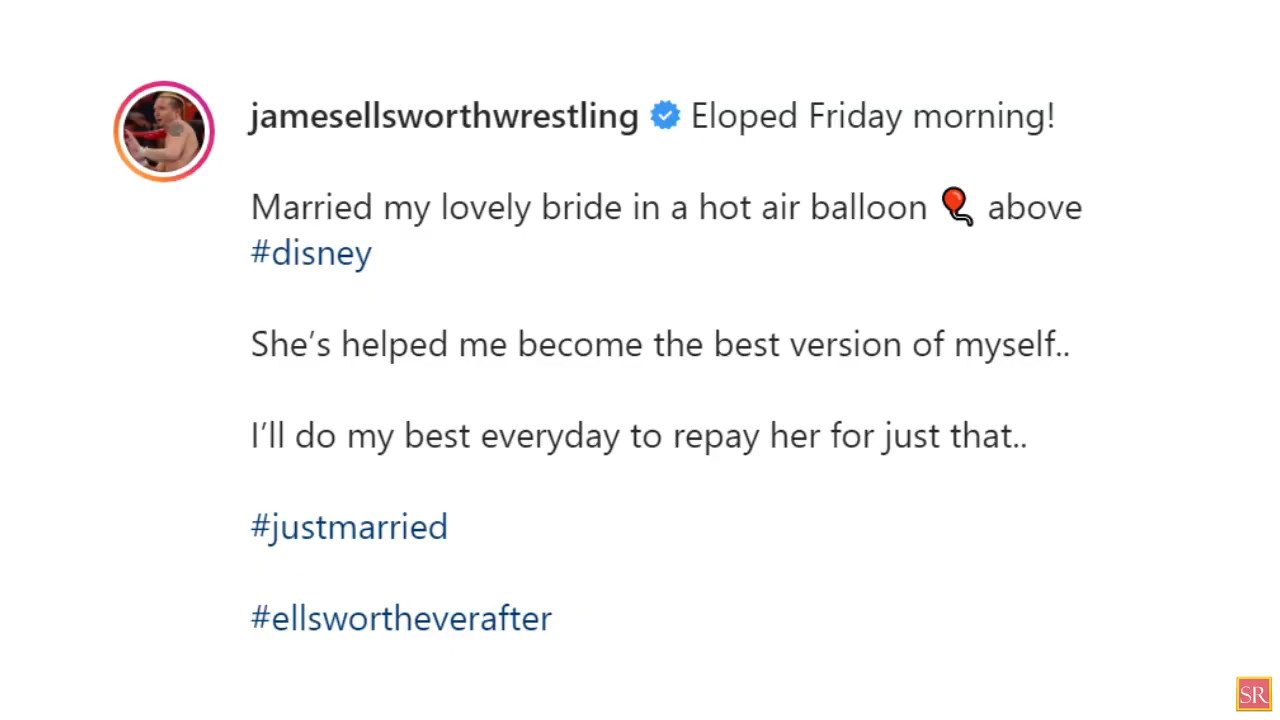 jamesellsworthwrestling Eloped Friday morning!
Married my lovely bride in a hot air balloon 🎈 above
#disney
She's helped me become the best version of myself..
I'll do my best everyday to repay her for just that..
#justmarried
#ellswortheverafter
SR